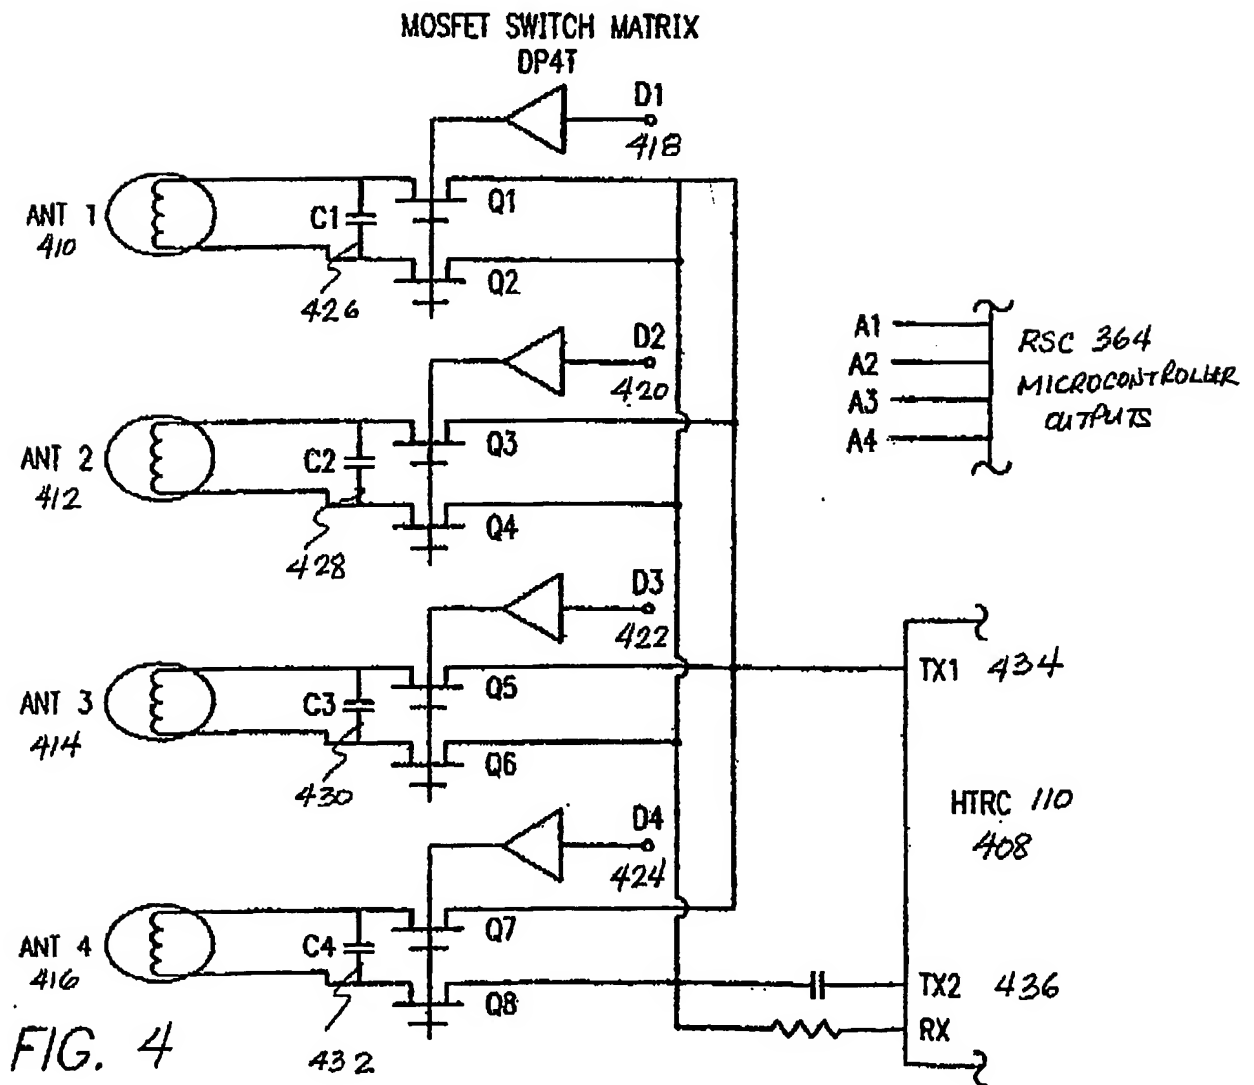 MOSFET SWITCH MATRIX
DP4T
D1
418
ANT 1
410
C1
Q1
Q2
426
D2
420
ANT 2
412
C2
Q3
Q4
428
D3
422
ANT 3
414
C3
Q5
Q6
430
D4
424
ANT 4
416
C4
Q7
Q8
432
A1
A2
A3
A4
RSC 364
MICROCONTROLLER
OUTPUTS
TX1 434
HTRC 110
408
TX2 436
RX
FIG. 4